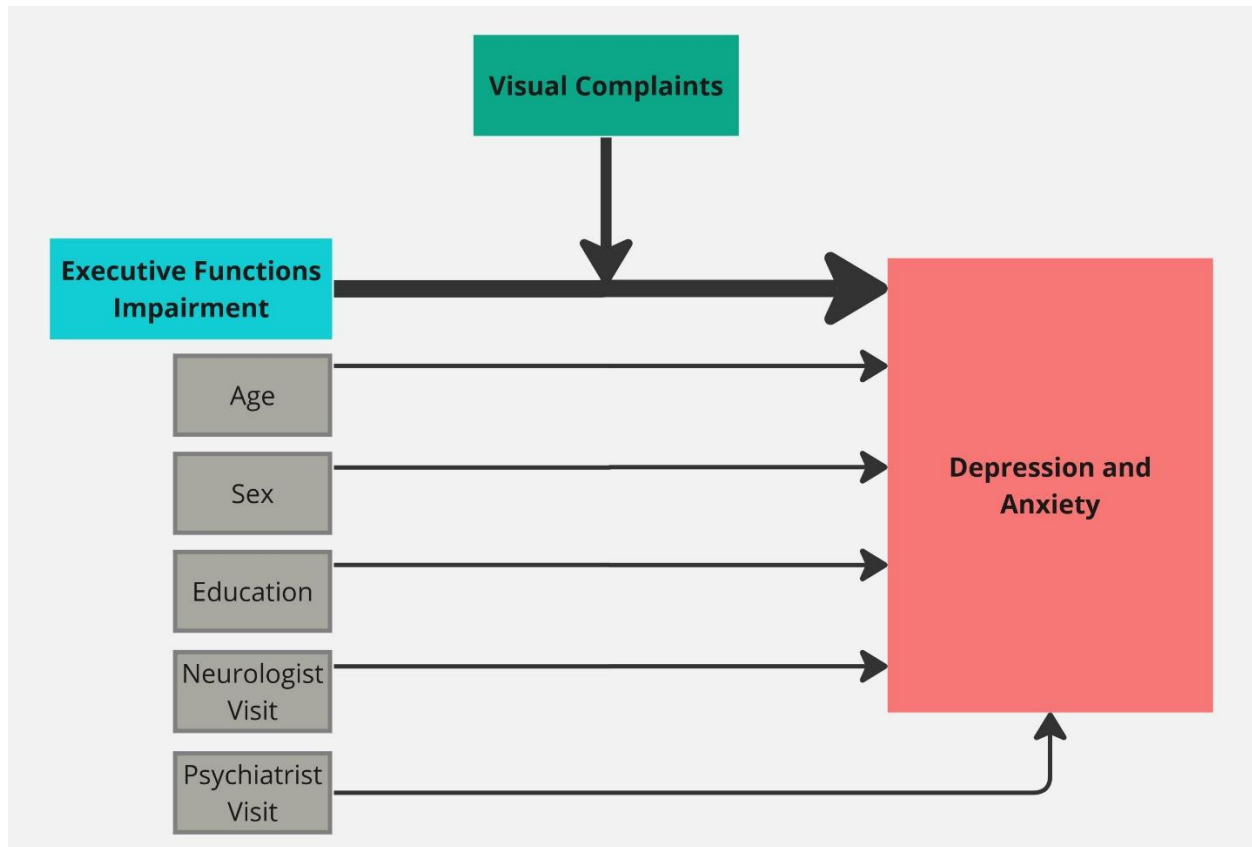 Visual Complaints
Executive Functions
Impairment
Age
Sex
Education
Neurologist
Visit
Psychiatrist
Visit
Depression and
Anxiety